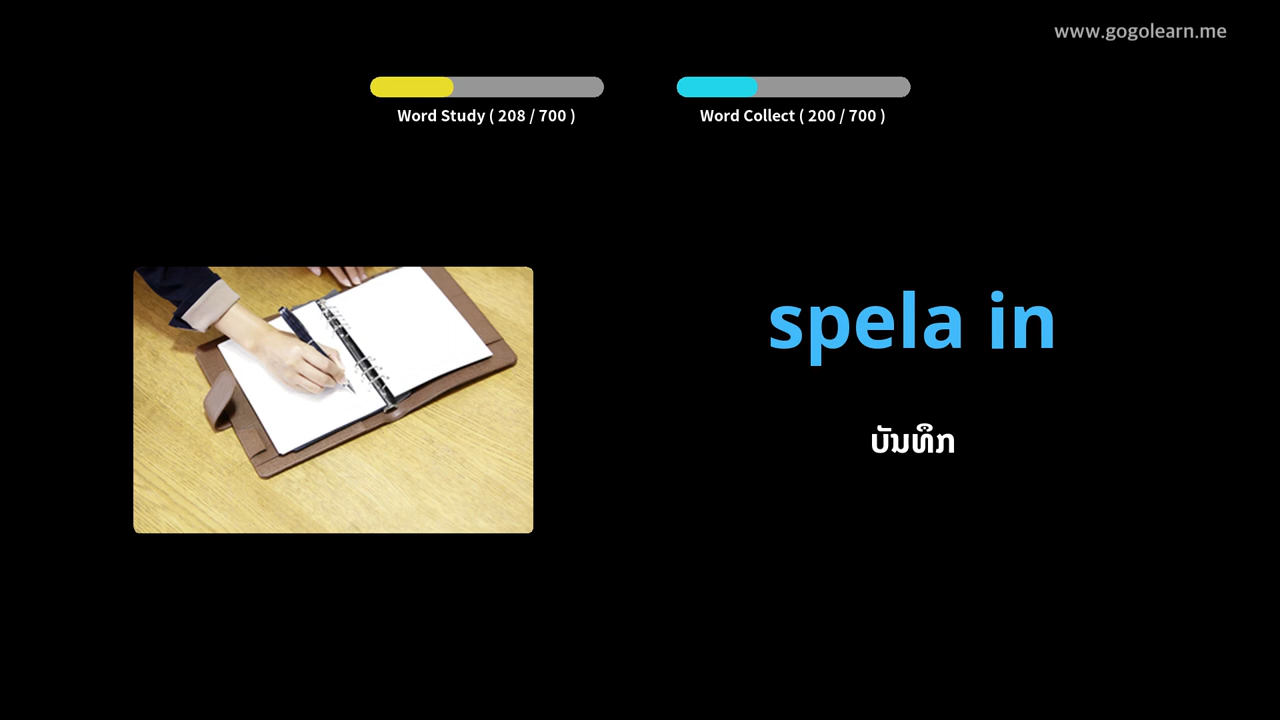 www.gogolearn.me
Word Study ( 208 / 700 )
Word Collect ( 200 / 700 )
spela in
ບັນທຶກ